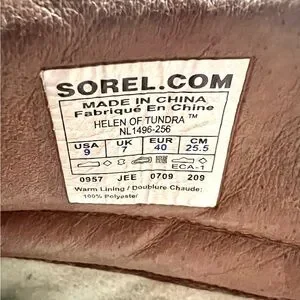 SOREL.COM
MADE IN CHINA
Fabriqué En Chine
HELEN OF TUNDRA™
NL1496-256
USA UK EUR CM
9 7 40 25.5
ECA-1
0957 JEE 0709 209
Warm Lining / Doublure Chaude:
100% Polyester